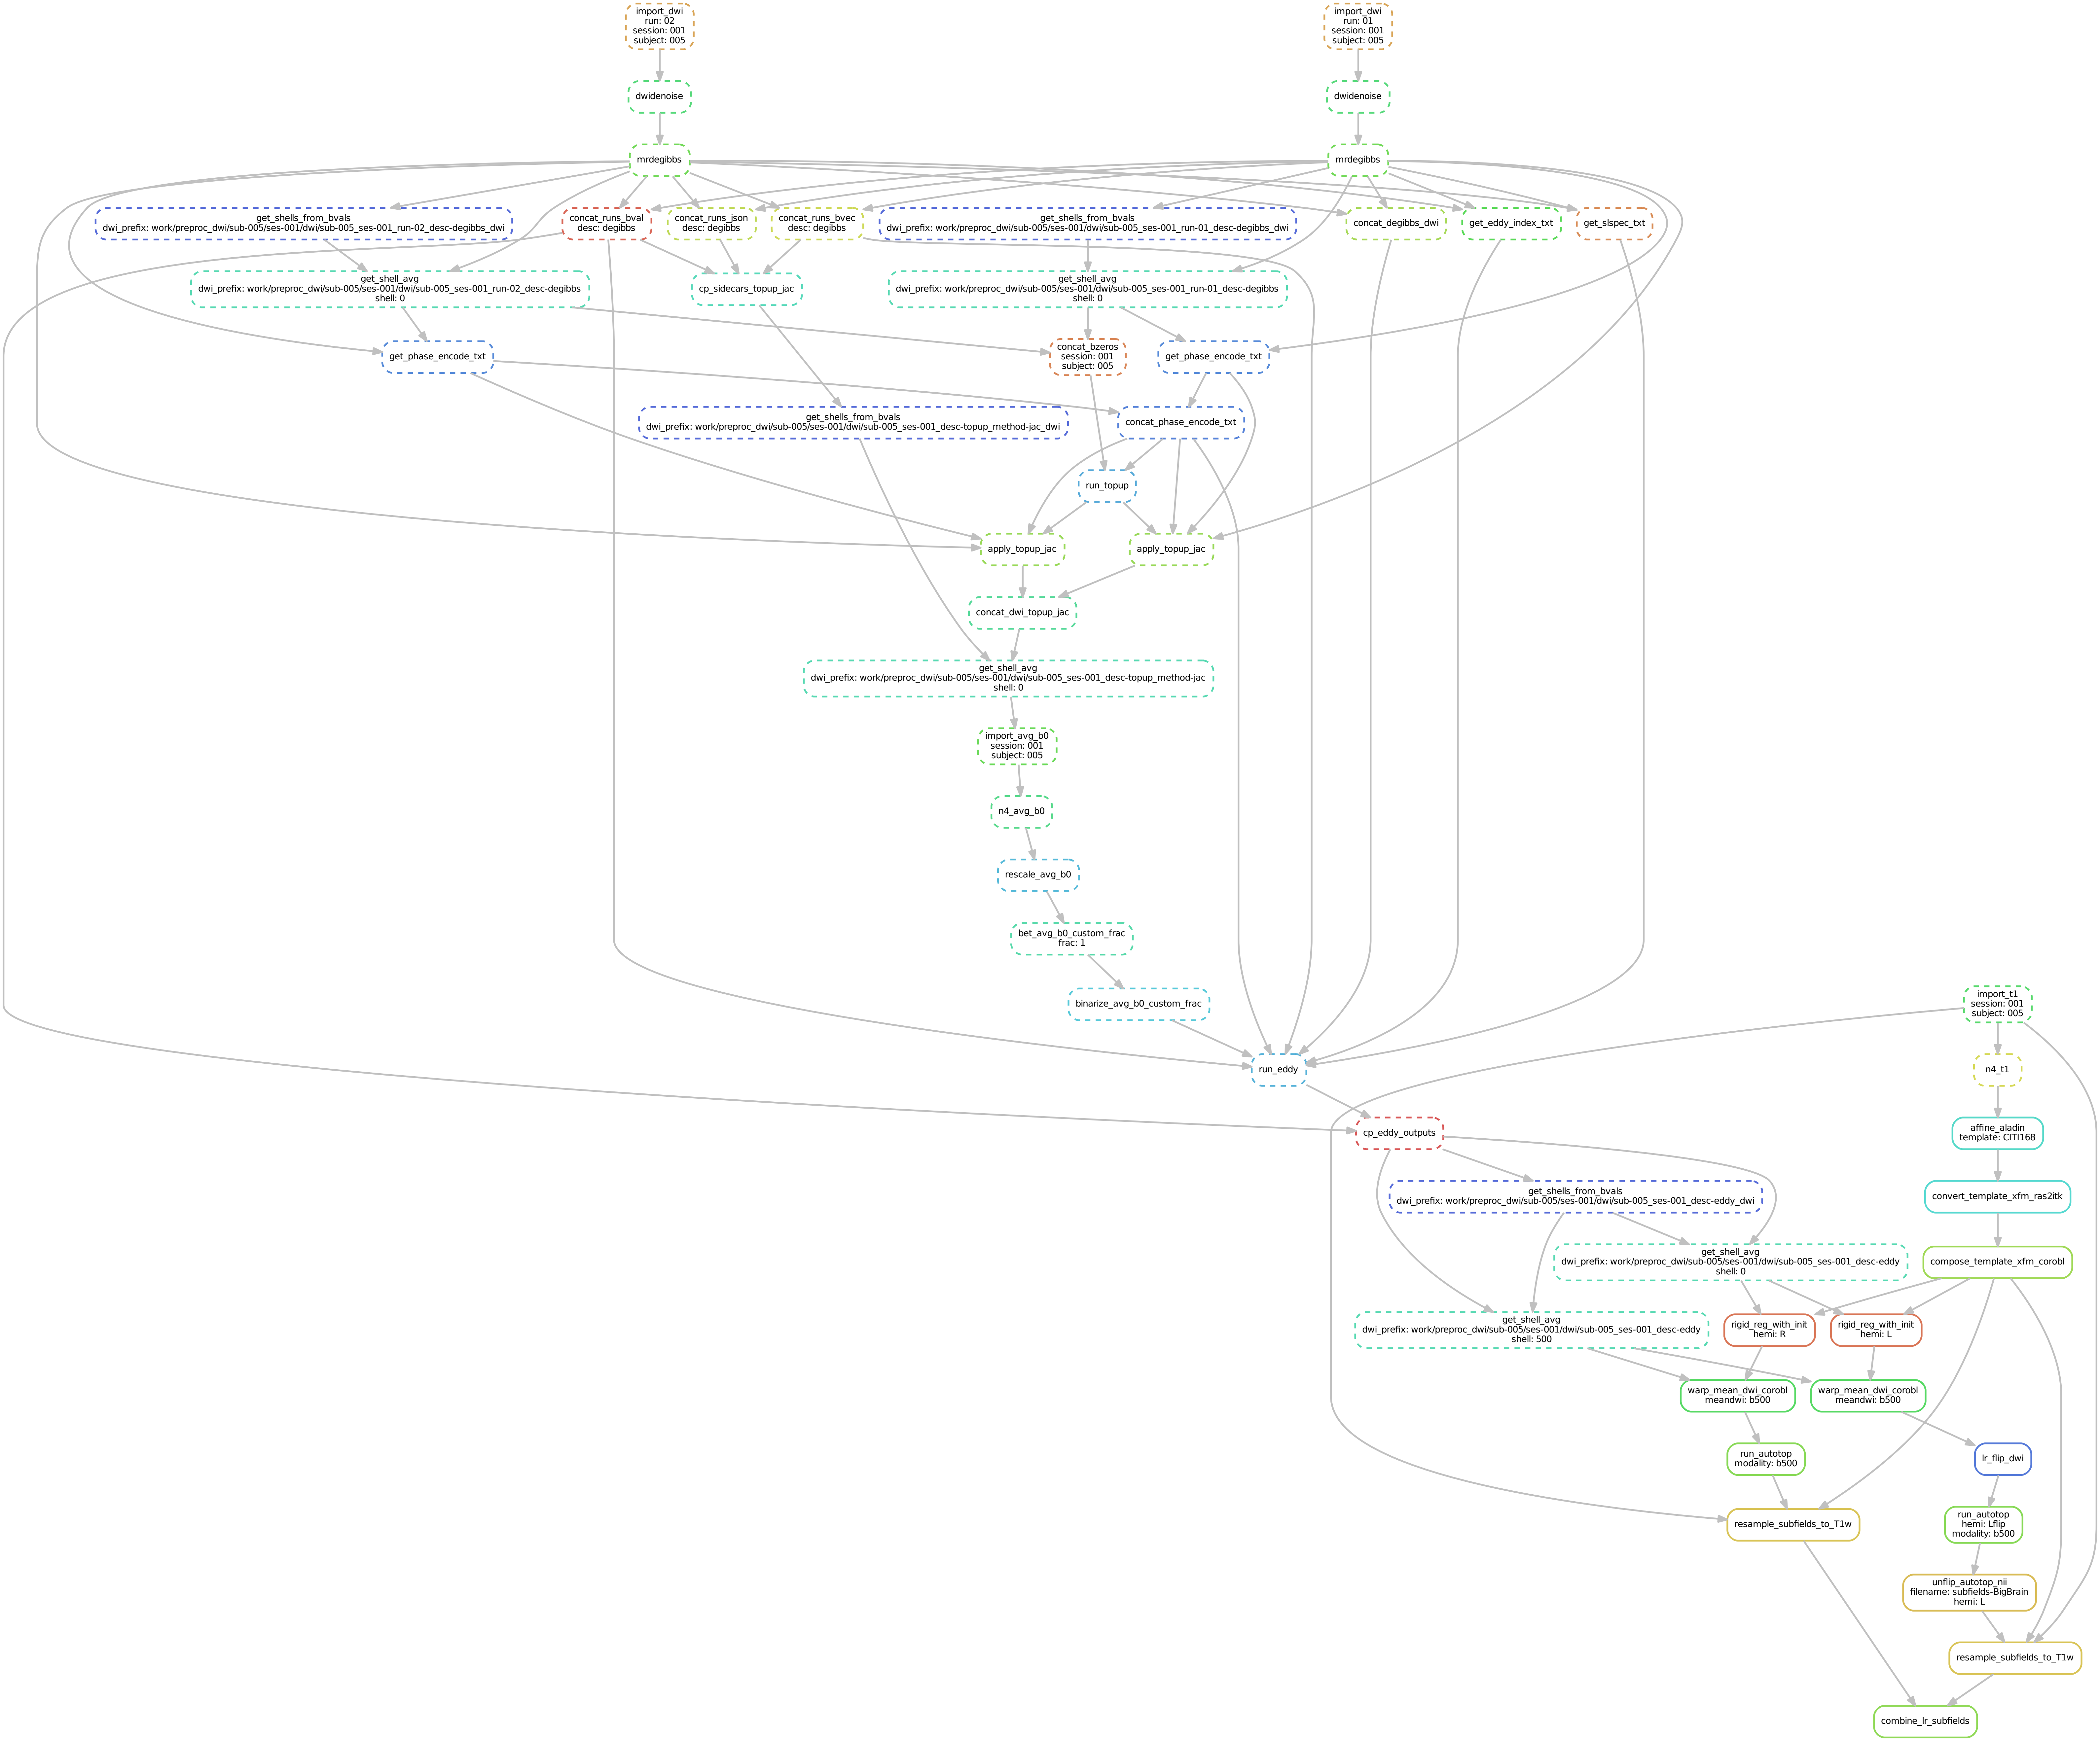 import_dwi
run: 02
session: 001
subject: 005
import_dwi
run: 01
session: 001
subject: 005
dwidenoise
dwidenoise
mrdegibbs
mrdegibbs
get_shells_from_bvals
dwi_prefix: work/preproc_dwi/sub-005/ses-001/dwi/sub-005_ses-001_run-02_desc-degibbs_dwi
concat_runs_bval
desc: degibbs
concat_runs_json
desc: degibbs
concat_runs_bvec
desc: degibbs
get_shells_from_bvals
dwi_prefix: work/preproc_dwi/sub-005/ses-001/dwi/sub-005_ses-001_run-01_desc-degibbs_dwi
concat_degibbs_dwi
get_eddy_index_txt
get_slspec_txt
get_shell_avg
dwi_prefix: work/preproc_dwi/sub-005/ses-001/dwi/sub-005_ses-001_run-02_desc-degibbs
shell: 0
cp_sidecars_topup_jac
get_shell_avg
dwi_prefix: work/preproc_dwi/sub-005/ses-001/dwi/sub-005_ses-001_run-01_desc-degibbs
shell: 0
get_phase_encode_txt
concat_bzeros
session: 001
subject: 005
get_phase_encode_txt
get_shells_from_bvals
dwi_prefix: work/preproc_dwi/sub-005/ses-001/dwi/sub-005_ses-001_desc-topup_method-jac_dwi
concat_phase_encode_txt
run_topup
apply_topup_jac
apply_topup_jac
concat_dwi_topup_jac
get_shell_avg
dwi_prefix: work/preproc_dwi/sub-005/ses-001/dwi/sub-005_ses-001_desc-topup_method-jac
shell: 0
import_avg_b0
session: 001
subject: 005
n4_avg_b0
rescale_avg_b0
bet_avg_b0_custom_frac
frac: 1
binarize_avg_b0_custom_frac
import_t1
session: 001
subject: 005
run_eddy
n4_t1
cp_eddy_outputs
affine_aladin
template: CITI168
get_shells_from_bvals
dwi_prefix: work/preproc_dwi/sub-005/ses-001/dwi/sub-005_ses-001_desc-eddy_dwi
convert_template_xfm_ras2itk
get_shell_avg
dwi_prefix: work/preproc_dwi/sub-005/ses-001/dwi/sub-005_ses-001_desc-eddy
shell: 0
compose_template_xfm_corobl
get_shell_avg
dwi_prefix: work/preproc_dwi/sub-005/ses-001/dwi/sub-005_ses-001_desc-eddy
shell: 500
rigid_reg_with_init
hemi: R
rigid_reg_with_init
hemi: L
warp_mean_dwi_corobl
meandwi: b500
warp_mean_dwi_corobl
meandwi: b500
run_autotop
modality: b500
lr_flip_dwi
resample_subfields_to_T1w
run_autotop
hemi: Lflip
modality: b500
unflip_autotop_nii
filename: subfields-BigBrain
hemi: L
resample_subfields_to_T1w
combine_lr_subfields